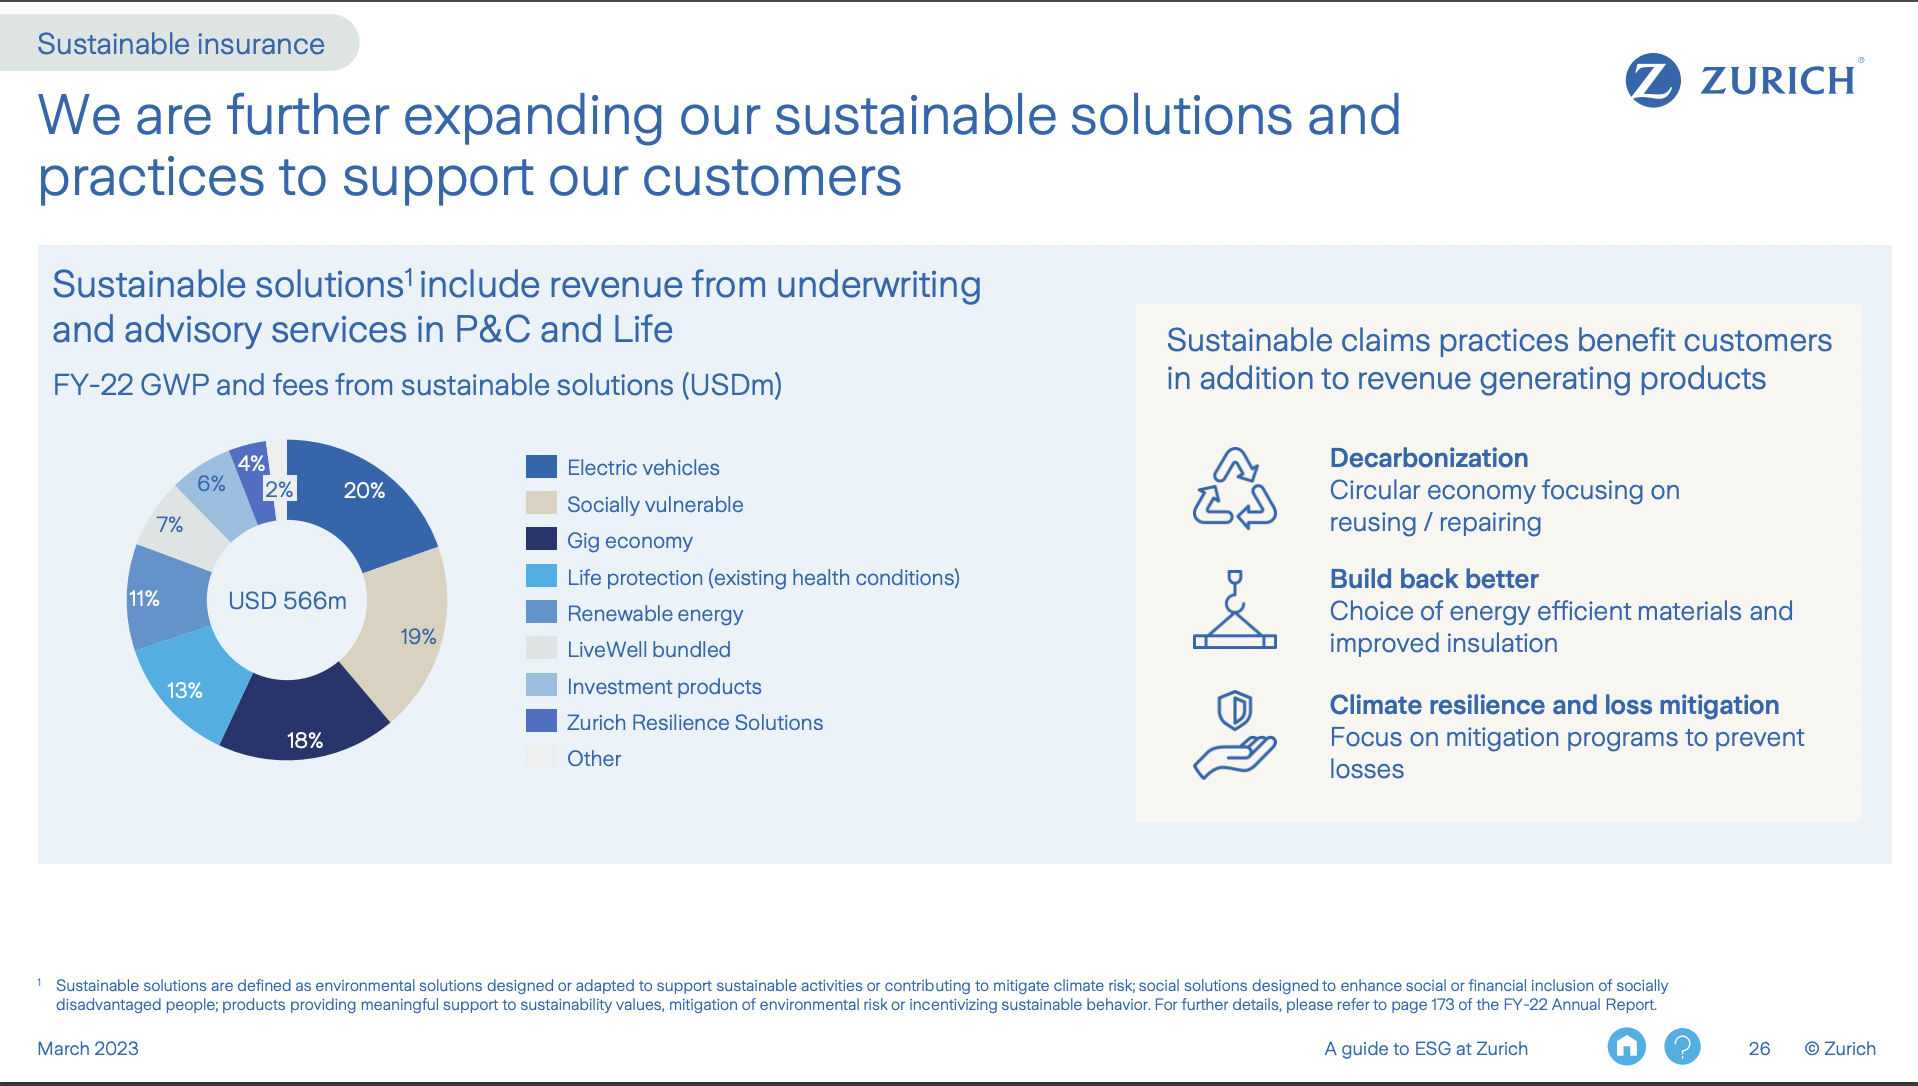 Sustainable insurance
ZURICH®
We are further expanding our sustainable solutions and
practices to support our customers
Sustainable solutions¹ include revenue from underwriting
and advisory services in P&C and Life
FY-22 GWP and fees from sustainable solutions (USDm)
20%
19%
18%
13%
11%
7%
6%
4%
2%
USD 566m
Electric vehicles
Socially vulnerable
Gig economy
Life protection (existing health conditions)
Renewable energy
LiveWell bundled
Investment products
Zurich Resilience Solutions
Other
Sustainable claims practices benefit customers
in addition to revenue generating products
Decarbonization
Circular economy focusing on
reusing / repairing
Build back better
Choice of energy efficient materials and
improved insulation
Climate resilience and loss mitigation
Focus on mitigation programs to prevent
losses
1 Sustainable solutions are defined as environmental solutions designed or adapted to support sustainable activities or contributing to mitigate climate risk; social solutions designed to enhance social or financial inclusion of socially
disadvantaged people; products providing meaningful support to sustainability values, mitigation of environmental risk or incentivizing sustainable behavior. For further details, please refer to page 173 of the FY-22 Annual Report.
March 2023
A guide to ESG at Zurich
?
26
© Zurich